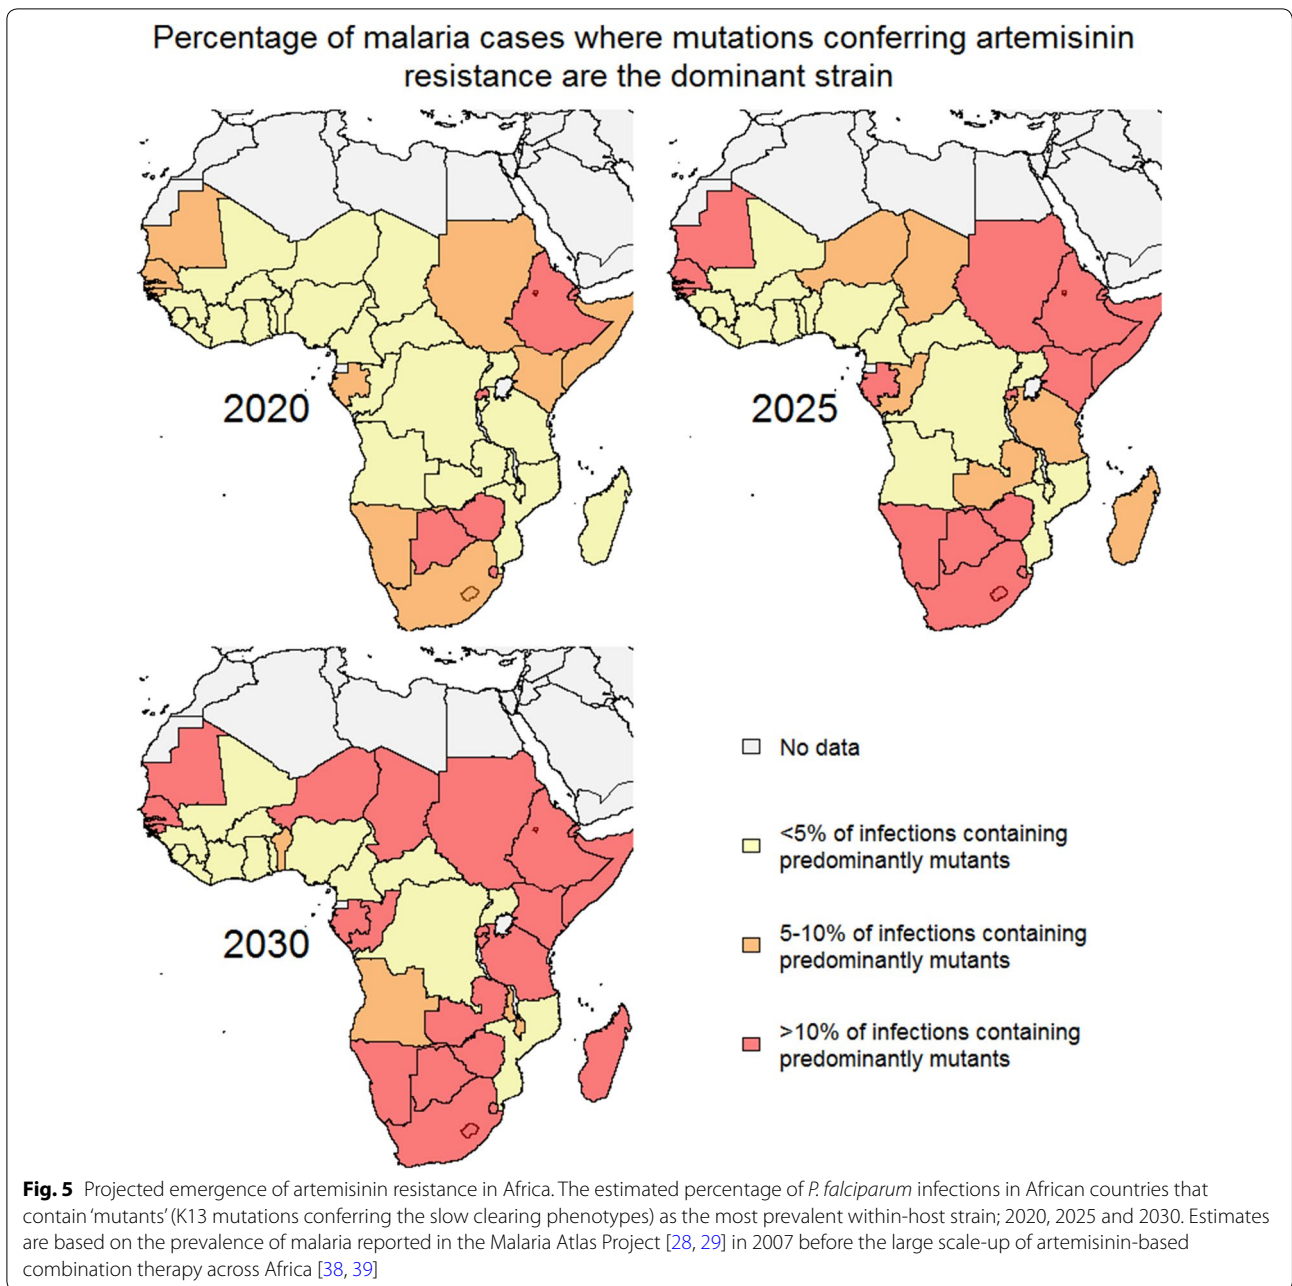 Percentage of malaria cases where mutations conferring artemisinin
resistance are the dominant strain
2020
2025
2030
No data
<5% of infections containing
predominantly mutants
5-10% of infections containing
predominantly mutants
>10% of infections containing
predominantly mutants
Fig. 5 Projected emergence of artemisinin resistance in Africa. The estimated percentage of P. falciparum infections in African countries that
contain ‘mutants’ (K13 mutations conferring the slow clearing phenotypes) as the most prevalent within-host strain; 2020, 2025 and 2030. Estimates
are based on the prevalence of malaria reported in the Malaria Atlas Project [28, 29] in 2007 before the large scale-up of artemisinin-based
combination therapy across Africa [38, 39]